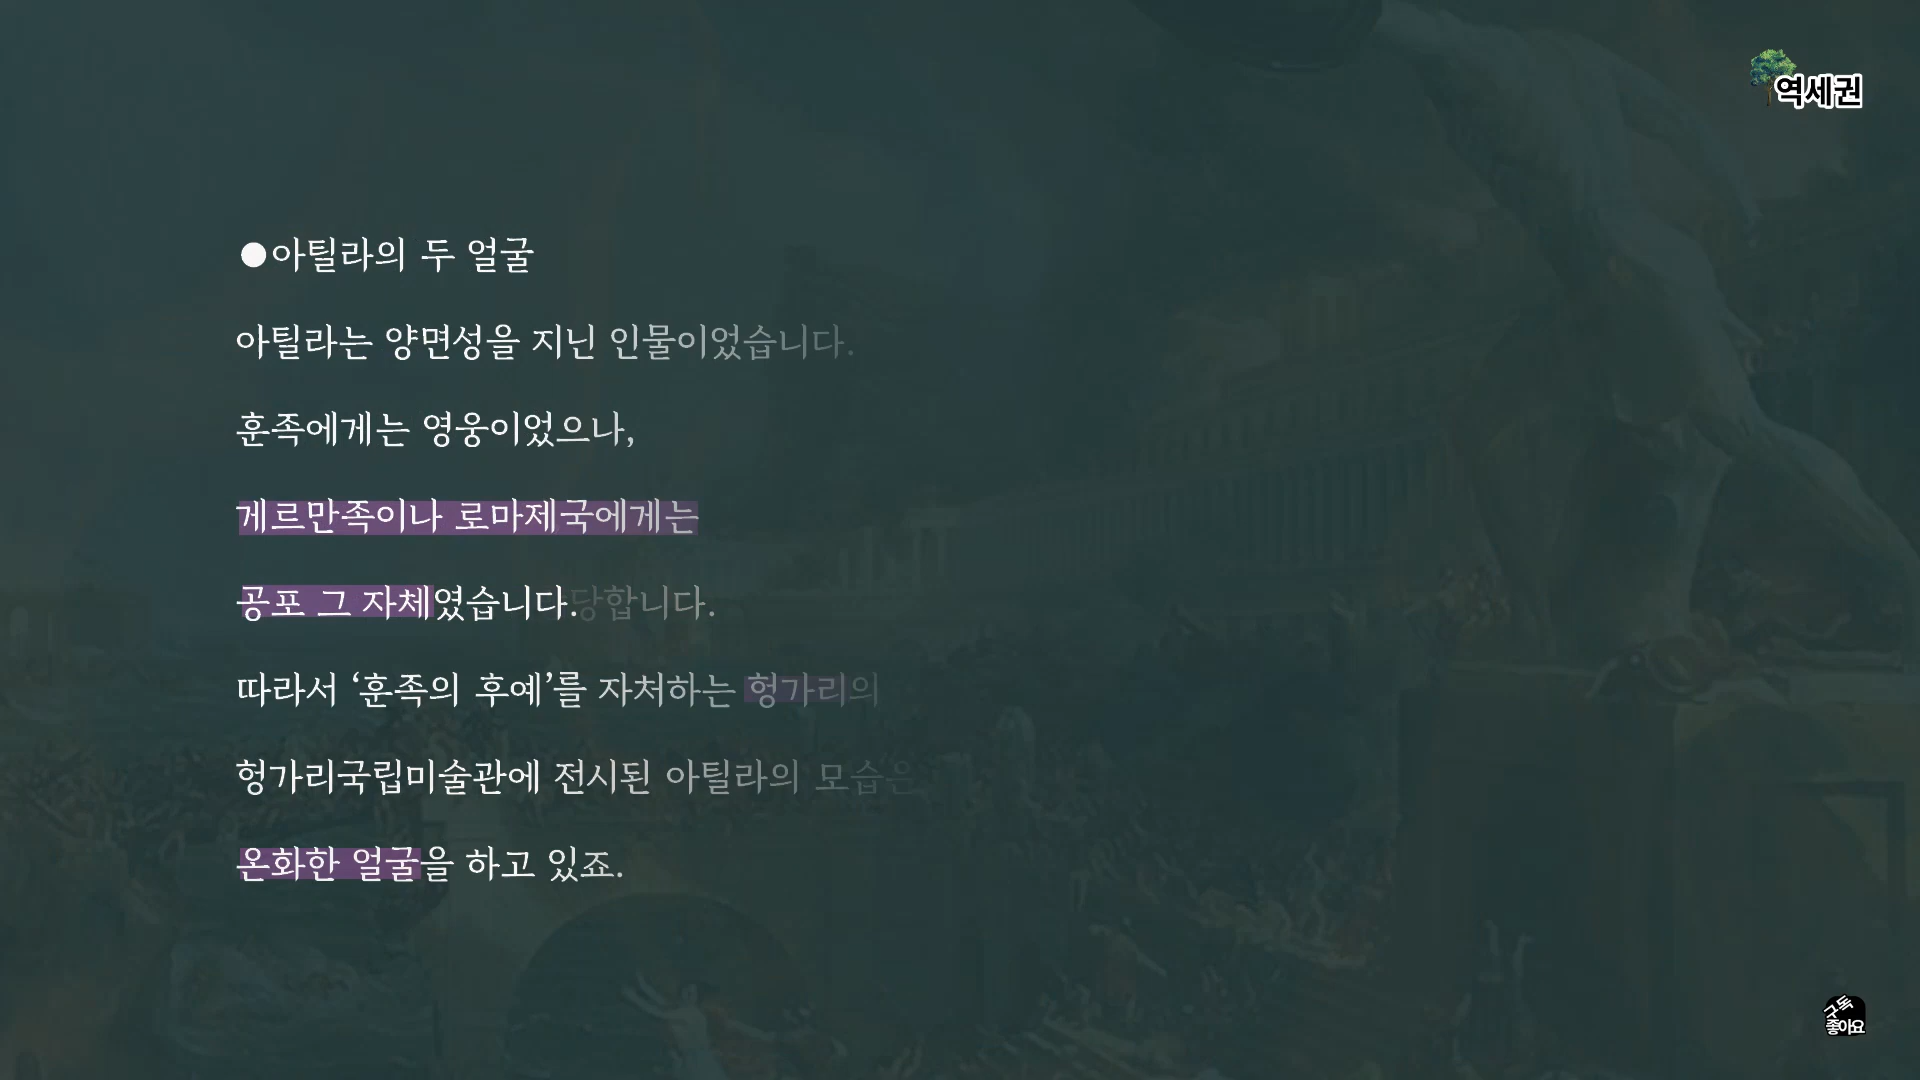 역세권
●아틸라의 두 얼굴
아틸라는 양면성을 지닌 인물이었습니다.
훈족에게는 영웅이었으나,
게르만족이나 로마제국에게는
공포 그 자체였습니다.당합니다.
따라서 ‘훈족의 후예’를 자처하는 헝가리의
헝가리국립미술관에 전시된 아틸라의 모습은
온화한 얼굴을 하고 있죠.
구독
좋아요